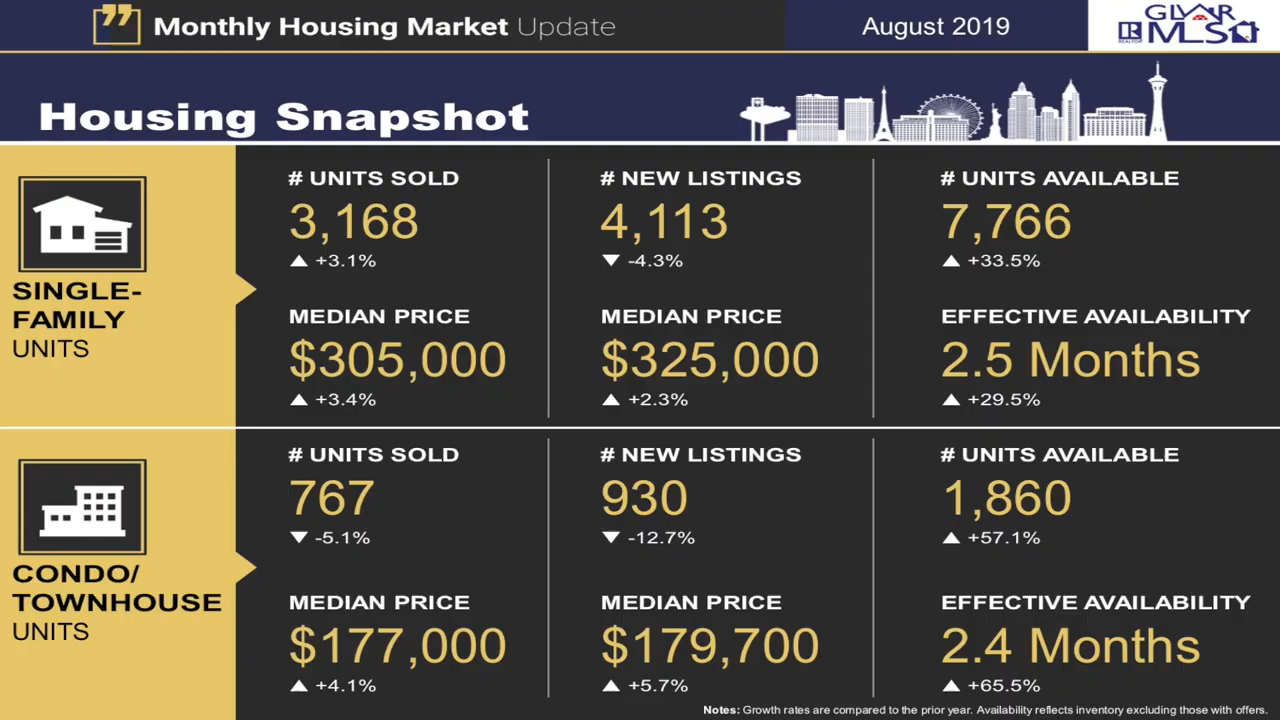 Monthly Housing Market Update
August 2019
GLVAR
REALTOR
MLS
Housing Snapshot
SINGLE-
FAMILY
UNITS
# UNITS SOLD
3,168
▲ +3.1%
MEDIAN PRICE
$305,000
▲ +3.4%
# NEW LISTINGS
4,113
▼ -4.3%
MEDIAN PRICE
$325,000
▲ +2.3%
# UNITS AVAILABLE
7,766
▲ +33.5%
EFFECTIVE AVAILABILITY
2.5 Months
▲ +29.5%
CONDO/
TOWNHOUSE
UNITS
# UNITS SOLD
767
▼ -5.1%
MEDIAN PRICE
$177,000
▲ +4.1%
# NEW LISTINGS
930
▼ -12.7%
MEDIAN PRICE
$179,700
▲ +5.7%
# UNITS AVAILABLE
1,860
▲ +57.1%
EFFECTIVE AVAILABILITY
2.4 Months
▲ +65.5%
Notes: Growth rates are compared to the prior year. Availability reflects inventory excluding those with offers.